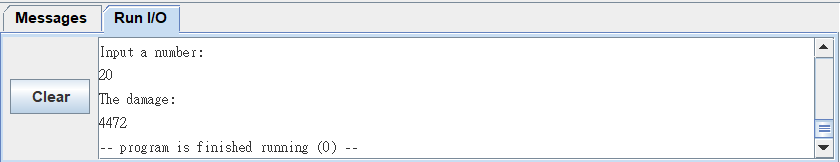 Messages Run I/O
Clear
Input a number:
20
The damage:
4472
-- program is finished running (0) --